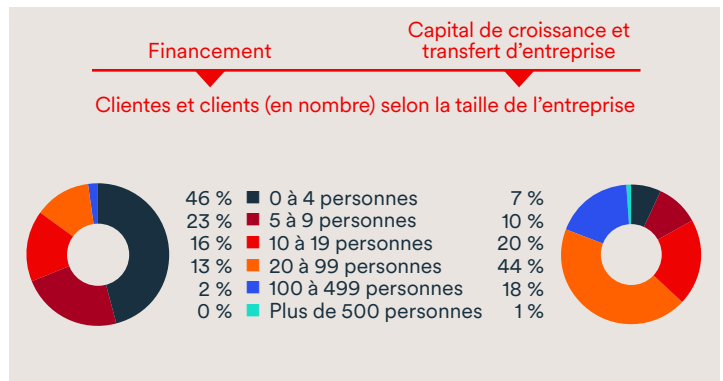 Financement
Capital de croissance et
transfert d’entreprise
Clientes et clients (en nombre) selon la taille de l’entreprise
46 % 0 à 4 personnes 7 %
23 % 5 à 9 personnes 10 %
16 % 10 à 19 personnes 20 %
13 % 20 à 99 personnes 44 %
2 % 100 à 499 personnes 18 %
0 % Plus de 500 personnes 1 %